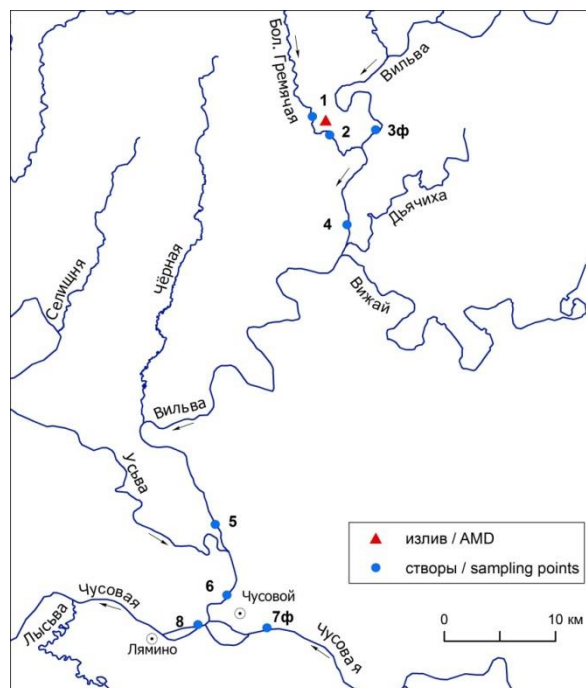 Бол. Гремячая
Вильва
1
2
3ф
Дьячиха
4
Селищня
Чёрная
Вижай
Вильва
Усьва
5
излив / AMD
створы / sampling points
6
Чусовой
Чусовая
8
7ф
Лысьва
Лямино
Чусовая
0
10 км